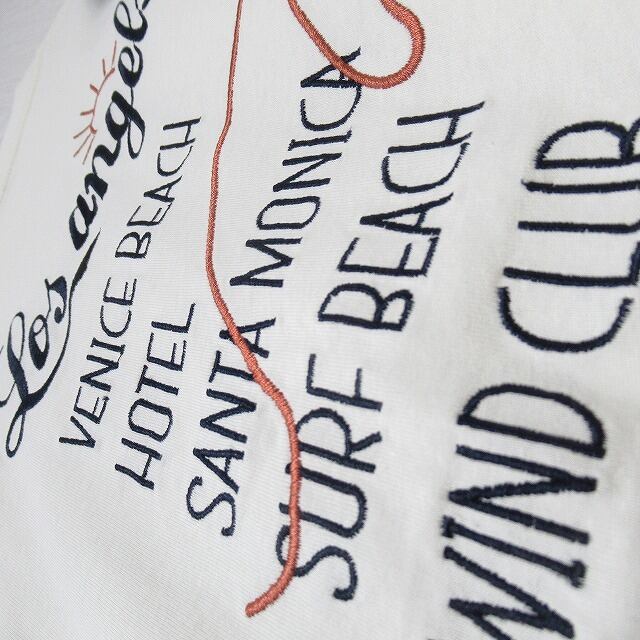 Los angeles
VENICE BEACH
HOTEL
SANTA MONICA
SURF BEACH
WIND CLUB